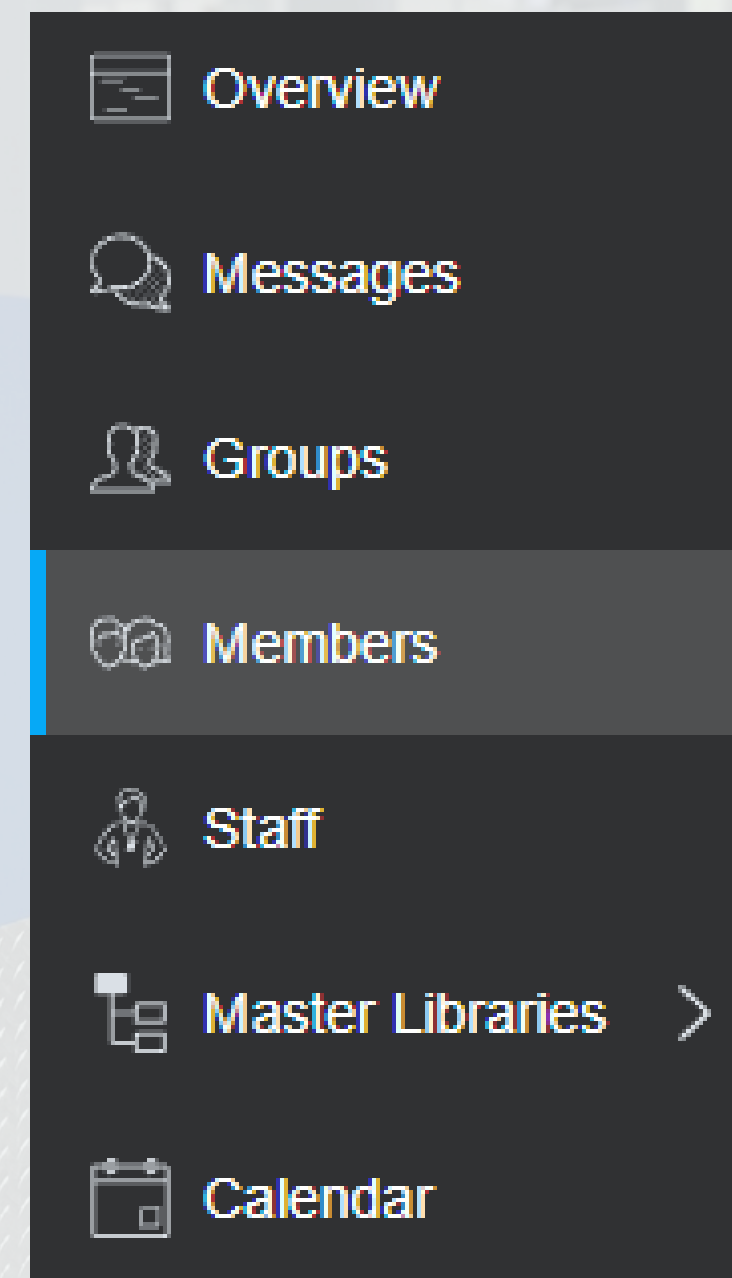 Overview
Messages
Groups
Members
Staff
Master Libraries
Calendar